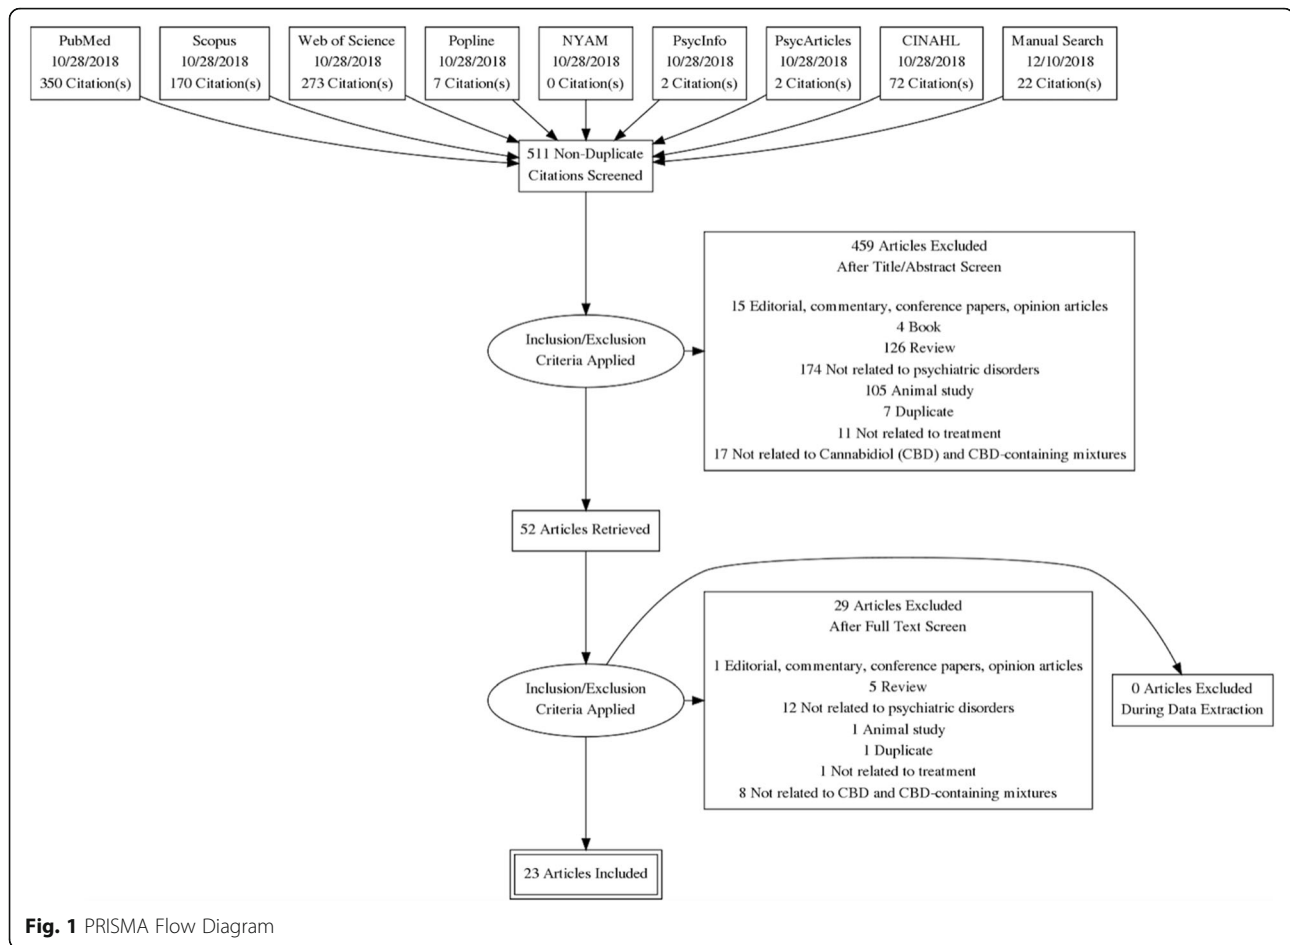 PubMed
10/28/2018
350 Citation(s)
Scopus
10/28/2018
170 Citation(s)
Web of Science
10/28/2018
273 Citation(s)
Popline
10/28/2018
7 Citation(s)
NYAM
10/28/2018
0 Citation(s)
PsycInfo
10/28/2018
2 Citation(s)
PsycArticles
10/28/2018
2 Citation(s)
CINAHL
10/28/2018
72 Citation(s)
Manual Search
12/10/2018
22 Citation(s)
511 Non-Duplicate
Citations Screened
459 Articles Excluded
After Title/Abstract Screen
15 Editorial, commentary, conference papers, opinion articles
4 Book
126 Review
174 Not related to psychiatric disorders
105 Animal study
7 Duplicate
11 Not related to treatment
17 Not related to Cannabidiol (CBD) and CBD-containing mixtures
Inclusion/Exclusion
Criteria Applied
52 Articles Retrieved
29 Articles Excluded
After Full Text Screen
1 Editorial, commentary, conference papers, opinion articles
5 Review
12 Not related to psychiatric disorders
1 Animal study
1 Duplicate
1 Not related to treatment
8 Not related to CBD and CBD-containing mixtures
Inclusion/Exclusion
Criteria Applied
0 Articles Excluded
During Data Extraction
23 Articles Included
Fig. 1 PRISMA Flow Diagram